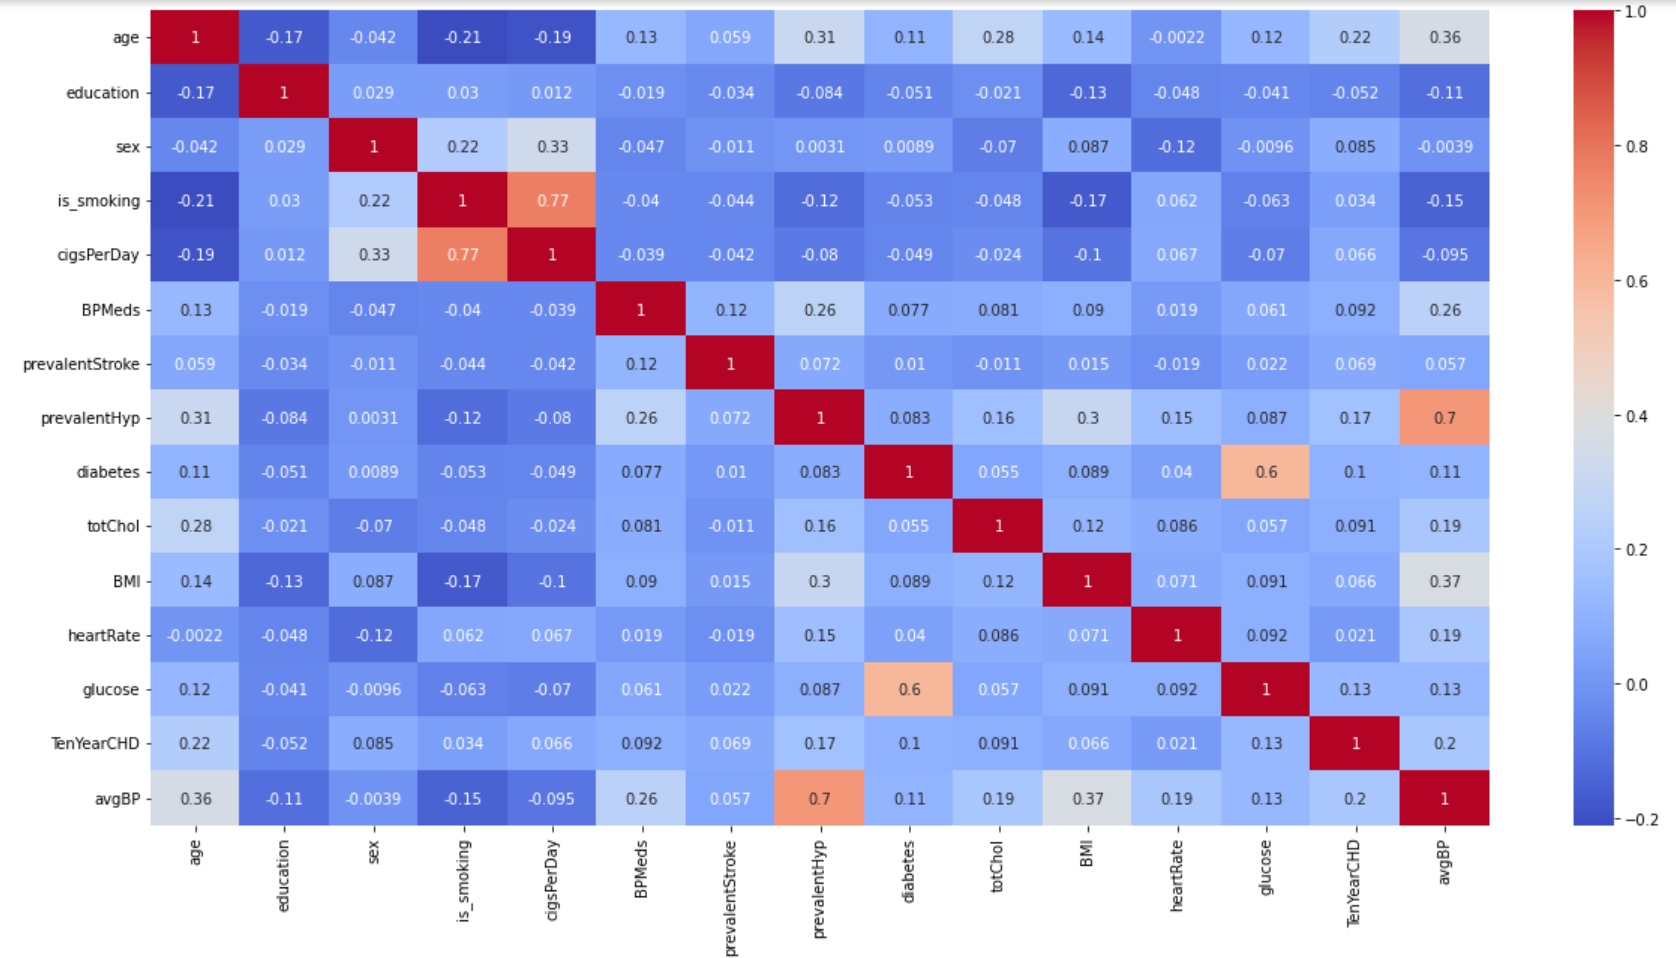 age 1 -0.17 -0.042 -0.21 -0.19 0.13 0.059 0.31 0.11 0.28 0.14 -0.0022 0.12 0.22 0.36
education -0.17 1 0.029 0.03 0.012 -0.019 -0.034 -0.084 -0.051 -0.021 -0.13 -0.048 -0.041 -0.052 -0.11
sex -0.042 0.029 1 0.22 0.33 -0.047 -0.011 0.0031 0.0089 -0.07 0.087 -0.12 -0.0096 0.085 -0.0039
is_smoking -0.21 0.03 0.22 1 0.77 -0.04 -0.044 -0.12 -0.053 -0.048 -0.17 0.062 -0.063 0.034 -0.15
cigsPerDay -0.19 0.012 0.33 0.77 1 -0.039 -0.042 -0.08 -0.049 -0.024 -0.1 0.067 -0.07 0.066 -0.095
BPMeds 0.13 -0.019 -0.047 -0.04 -0.039 1 0.12 0.26 0.077 0.081 0.09 0.019 0.061 0.092 0.26
prevalentStroke 0.059 -0.034 -0.011 -0.044 -0.042 0.12 1 0.072 0.01 -0.011 0.015 -0.019 0.022 0.069 0.057
prevalentHyp 0.31 -0.084 0.0031 -0.12 -0.08 0.26 0.072 1 0.083 0.16 0.3 0.15 0.087 0.17 0.7
diabetes 0.11 -0.051 0.0089 -0.053 -0.049 0.077 0.01 0.083 1 0.055 0.089 0.04 0.6 0.1 0.11
totChol 0.28 -0.021 -0.07 -0.048 -0.024 0.081 -0.011 0.16 0.055 1 0.12 0.086 0.057 0.091 0.19
BMI 0.14 -0.13 0.087 -0.17 -0.1 0.09 0.015 0.3 0.089 0.12 1 0.071 0.091 0.066 0.37
heartRate -0.0022 -0.048 -0.12 0.062 0.067 0.019 -0.019 0.15 0.04 0.086 0.071 1 0.092 0.021 0.19
glucose 0.12 -0.041 -0.0096 -0.063 -0.07 0.061 0.022 0.087 0.6 0.057 0.091 0.092 1 0.13 0.13
TenYearCHD 0.22 -0.052 0.085 0.034 0.066 0.092 0.069 0.17 0.1 0.091 0.066 0.021 0.13 1 0.2
avgBP 0.36 -0.11 -0.0039 -0.15 -0.095 0.26 0.057 0.7 0.11 0.19 0.37 0.19 0.13 0.2 1
age education sex is_smoking cigsPerDay BPMeds prevalentStroke prevalentHyp diabetes totChol BMI heartRate glucose TenYearCHD avgBP
1.0
0.8
0.6
0.4
0.2
0.0
−0.2